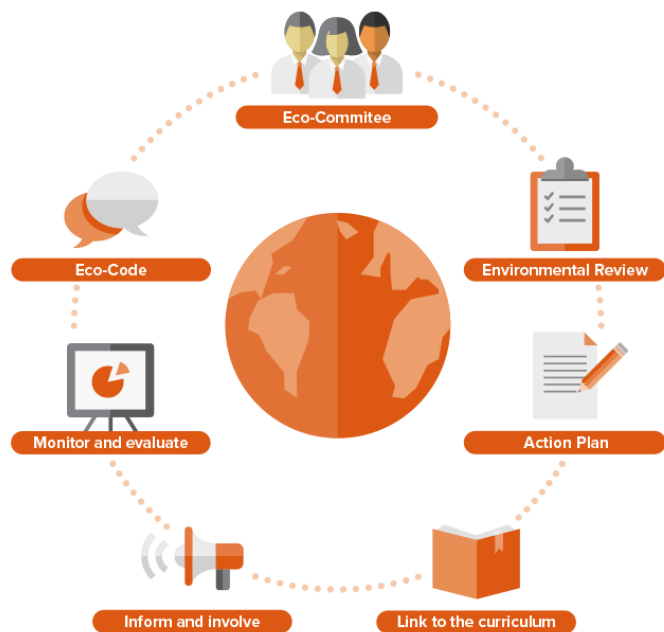 Eco-Commitee
Environmental Review
Action Plan
Link to the curriculum
Inform and involve
Monitor and evaluate
Eco-Code